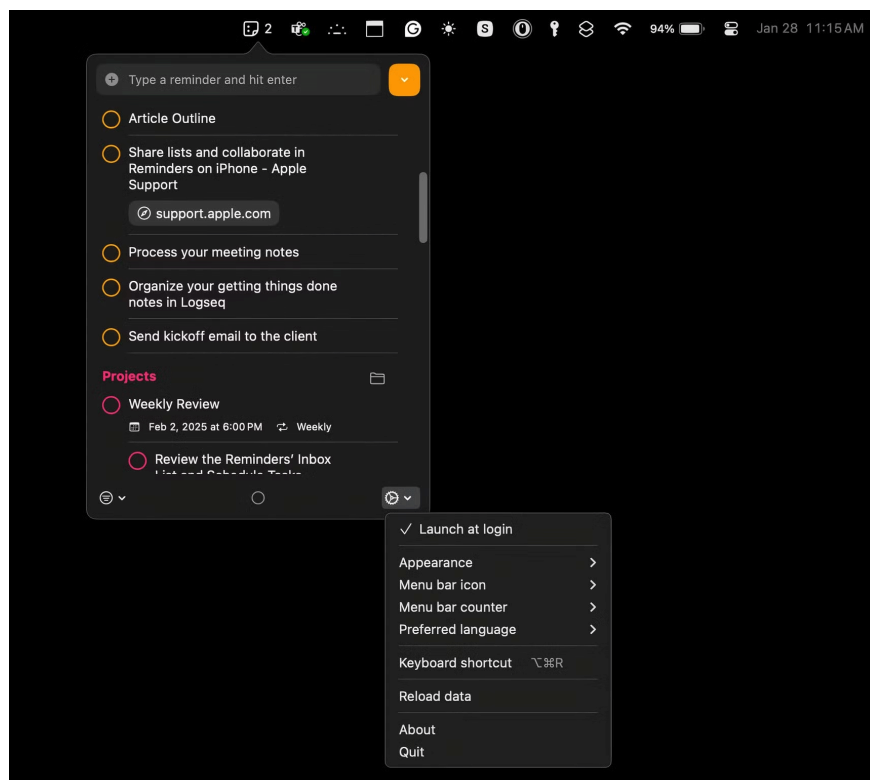 2
S
94%
Jan 28 11:15 AM
Type a reminder and hit enter
Article Outline
Share lists and collaborate in
Reminders on iPhone - Apple
Support
support.apple.com
Process your meeting notes
Organize your getting things done
notes in Logseq
Send kickoff email to the client
Projects
Weekly Review
Feb 2, 2025 at 6:00 PM Weekly
Review the Reminders’ Inbox
List and Schedule Tasks
✓ Launch at login
Appearance
Menu bar icon
Menu bar counter
Preferred language
Keyboard shortcut ⌥⌘R
Reload data
About
Quit